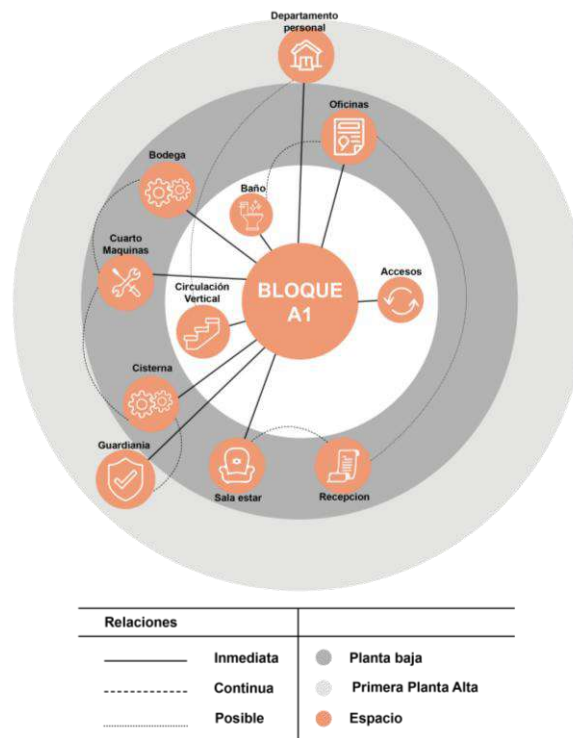 Departamento
personal
Oficinas
Bodega
Baño
Cuarto
Maquinas
Circulación
Vertical
BLOQUE
A1
Accesos
Cisterna
Guardiania
Sala estar
Recepcion
Relaciones
Inmediata
Planta baja
Continua
Primera Planta Alta
Posible
Espacio